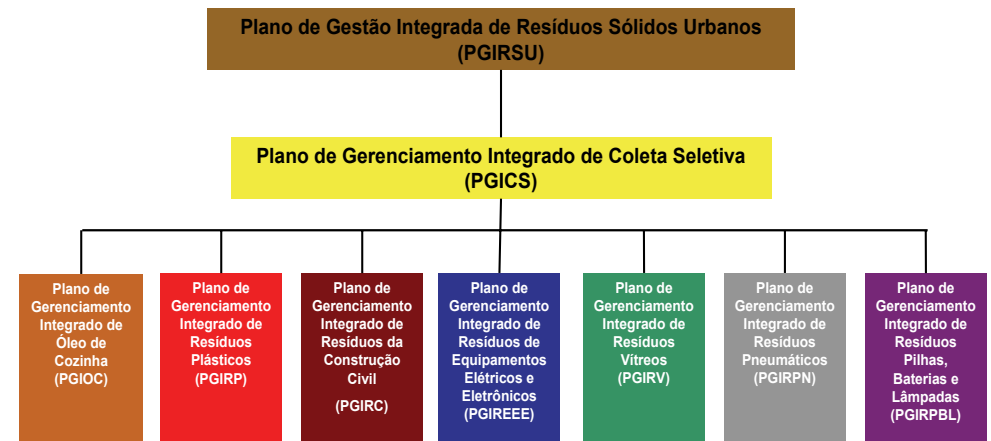 Plano de Gestão Integrada de Resíduos Sólidos Urbanos
(PGIRSU)
Plano de Gerenciamento Integrado de Coleta Seletiva
(PGICS)
Plano de
Gerenciamento
Integrado de
Óleo de
Cozinha
(PGIOC)
Plano de
Gerenciamento
Integrado de
Resíduos
Plásticos
(PGIRP)
Plano de
Gerenciamento
Integrado de
Resíduos da
Construção
Civil
(PGIRC)
Plano de
Gerenciamento
Integrado de
Resíduos de
Equipamentos
Elétricos e
Eletrônicos
(PGIREEE)
Plano de
Gerenciamento
Integrado de
Resíduos
Vítreos
(PGIRV)
Plano de
Gerenciamento
Integrado de
Resíduos
Pneumáticos
(PGIRPN)
Plano de
Gerenciamento
Integrado de
Resíduos
Pilhas,
Baterias e
Lâmpadas
(PGIRPBL)